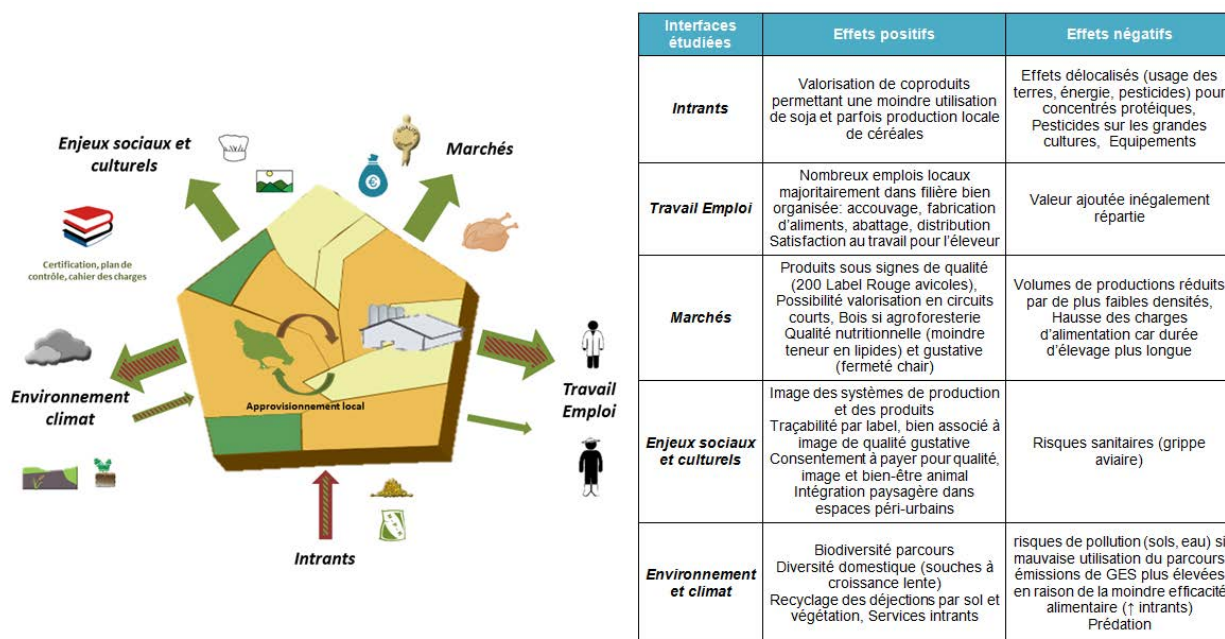 Enjeux sociaux et
culturels
Marchés
Certification, plan de
contrôle, cahier des charges
Environnement
climat
Approvisionnement local
Travail
Emploi
Intrants
Interfaces
étudiées
Effets positifs
Effets négatifs
Intrants
Valorisation de coproduits
permettant une moindre utilisation
de soja et parfois production locale
de céréales
Effets délocalisés (usage des
terres, énergie, pesticides) pour
concentrés protéiques,
Pesticides sur les grandes
cultures, Equipements
Travail Emploi
Nombreux emplois locaux
majoritairement dans filière bien
organisée: accouvage, fabrication
d'aliments, abattage, distribution
Satisfaction au travail pour l'éleveur
Valeur ajoutée inégalement
répartie
Marchés
Produits sous signes de qualité
(200 Label Rouge avicoles),
Possibilité valorisation en circuits
courts, Bois si agroforesterie
Qualité nutritionnelle (moindre
teneur en lipides) et gustative
(fermeté chair)
Volumes de productions réduits
par de plus faibles densités,
Hausse des charges
d'alimentation car durée
d'élevage plus longue
Enjeux sociaux
et culturels
Image des systèmes de production
et des produits
Traçabilité par label, bien associé à
image de qualité gustative
Consentement à payer pour qualité,
image et bien-être animal
Intégration paysagère dans
espaces péri-urbains
Risques sanitaires (grippe
aviaire)
Environnement
et climat
Biodiversité parcours
Diversité domestique (souches à
croissance lente)
Recyclage des déjections par sol et
végétation, Services intrants
risques de pollution (sols, eau) si
mauvaise utilisation du parcours
émissions de GES plus élevées
en raison de la moindre efficacité
alimentaire (↑ intrants)
Prédation